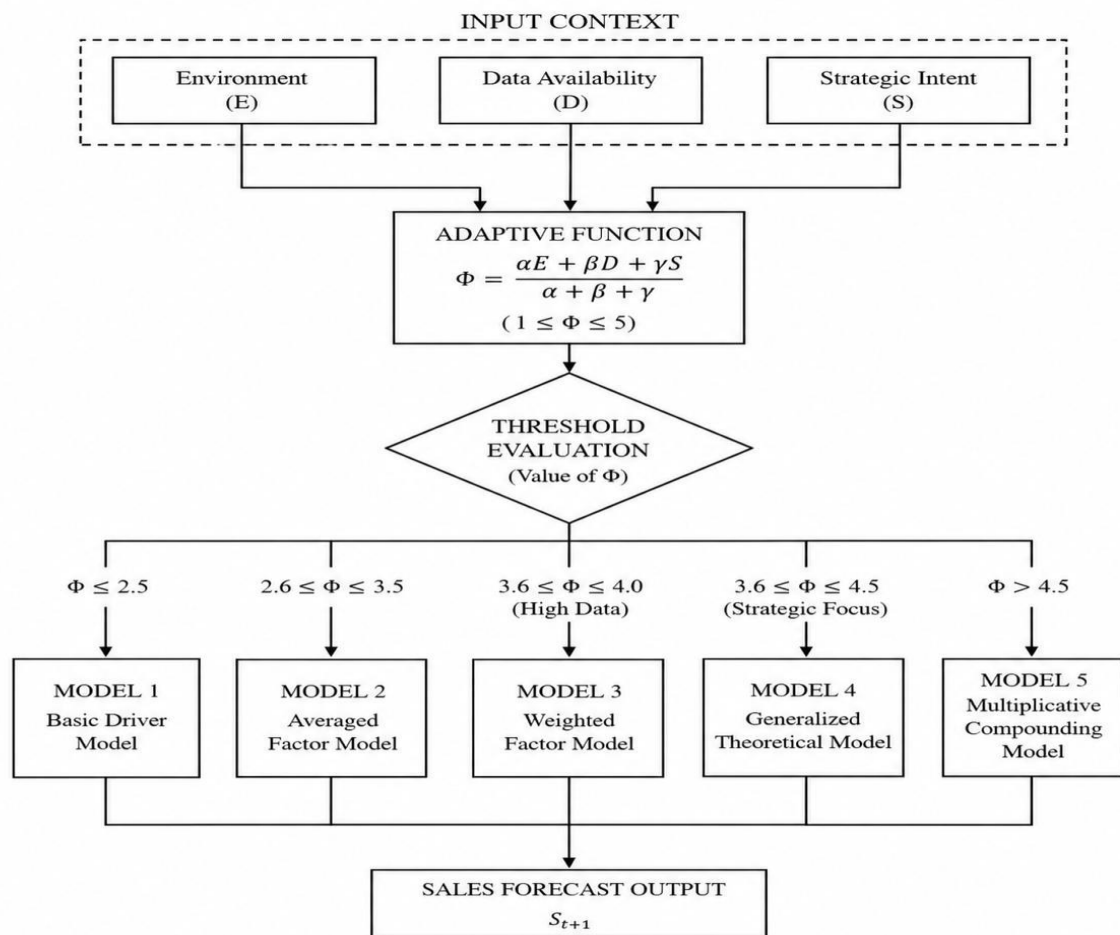 INPUT CONTEXT
Environment
(E)
Data Availability
(D)
Strategic Intent
(S)
ADAPTIVE FUNCTION
Φ = (αE + βD + γS) / (α + β + γ)
( 1 ≤ Φ ≤ 5)
THRESHOLD
EVALUATION
(Value of Φ)
Φ ≤ 2.5
2.6 ≤ Φ ≤ 3.5
3.6 ≤ Φ ≤ 4.0
(High Data)
3.6 ≤ Φ ≤ 4.5
(Strategic Focus)
Φ > 4.5
MODEL 1
Basic Driver
Model
MODEL 2
Averaged
Factor Model
MODEL 3
Weighted
Factor Model
MODEL 4
Generalized
Theoretical Model
MODEL 5
Multiplicative
Compounding
Model
SALES FORECAST OUTPUT
S_{t+1}